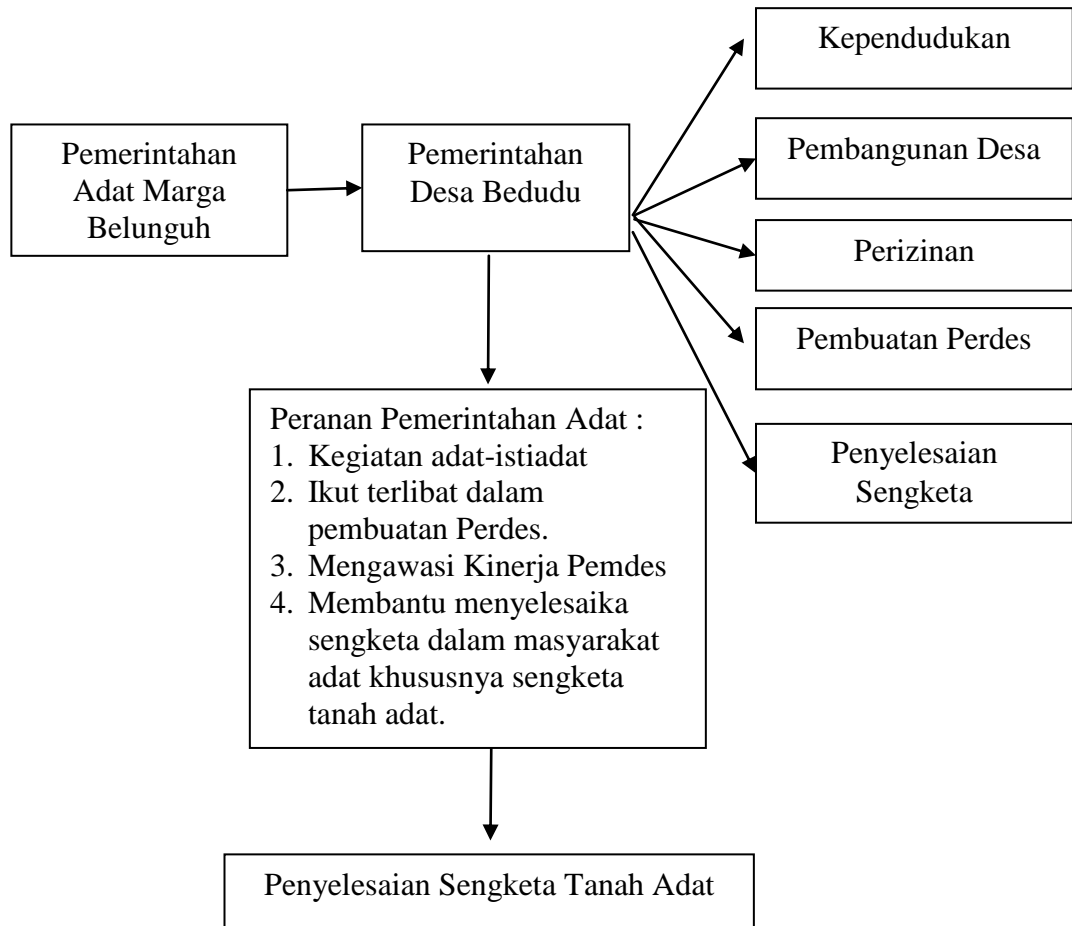 Kependudukan
Pemerintahan
Adat Marga
Belunguh
Pemerintahan
Desa Bedudu
Pembangunan Desa
Perizinan
Pembuatan Perdes
Penyelesaian
Sengketa
Peranan Pemerintahan Adat :
1. Kegiatan adat-istiadat
2. Ikut terlibat dalam
pembuatan Perdes.
3. Mengawasi Kinerja Pemdes
4. Membantu menyelesaika
sengketa dalam masyarakat
adat khususnya sengketa
tanah adat.
Penyelesaian Sengketa Tanah Adat